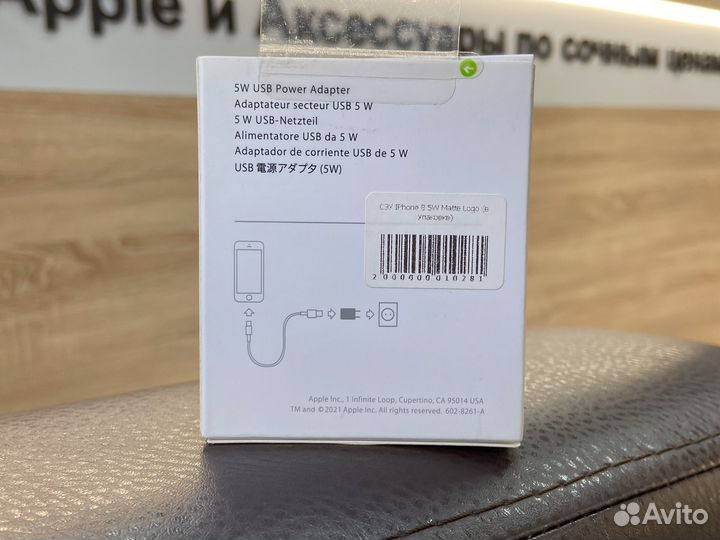 Apple и Аксессуары по сочным ценам
5W USB Power Adapter
Adaptateur secteur USB 5 W
5 W USB-Netzteil
Alimentatore USB da 5 W
Adaptador de corriente USB de 5 W
USB 電源アダプタ (5W)
СЗУ IPhone 8 5W Matte Logo (в
упаковке)
2000000010281
Apple Inc., 1 Infinite Loop, Cupertino, CA 95014 USA
TM and © 2021 Apple Inc. All rights reserved. 602-8261-A
Avito